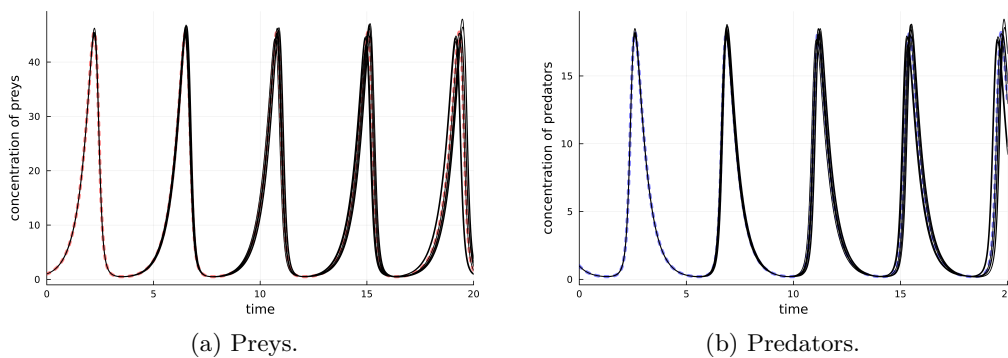 concentration of preys
40
30
20
10
0
0 5 10 15 20
time
(a) Preys.
concentration of predators
15
10
5
0
0 5 10 15 20
time
(b) Predators.